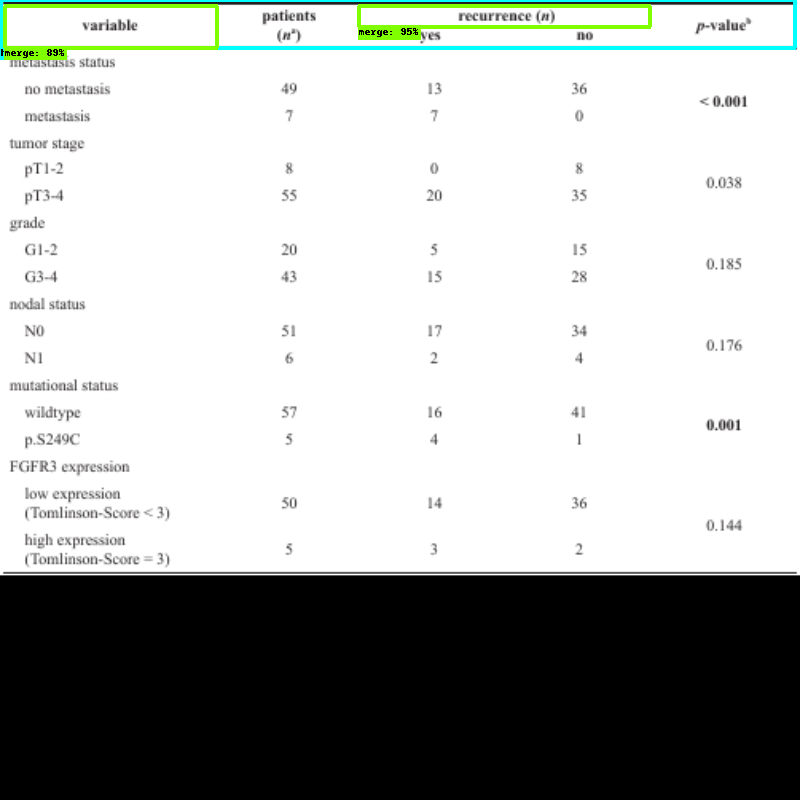 variable patients (nᵃ) recurrence (n) p-valueᵇ
merge: 95% yes no
merge: 89%
metastasis status
no metastasis 49 13 36 < 0.001
metastasis 7 7 0
tumor stage
pT1-2 8 0 8 0.038
pT3-4 55 20 35
grade
G1-2 20 5 15 0.185
G3-4 43 15 28
nodal status
N0 51 17 34 0.176
N1 6 2 4
mutational status
wildtype 57 16 41 0.001
p.S249C 5 4 1
FGFR3 expression
low expression (Tomlinson-Score < 3) 50 14 36 0.144
high expression (Tomlinson-Score = 3) 5 3 2